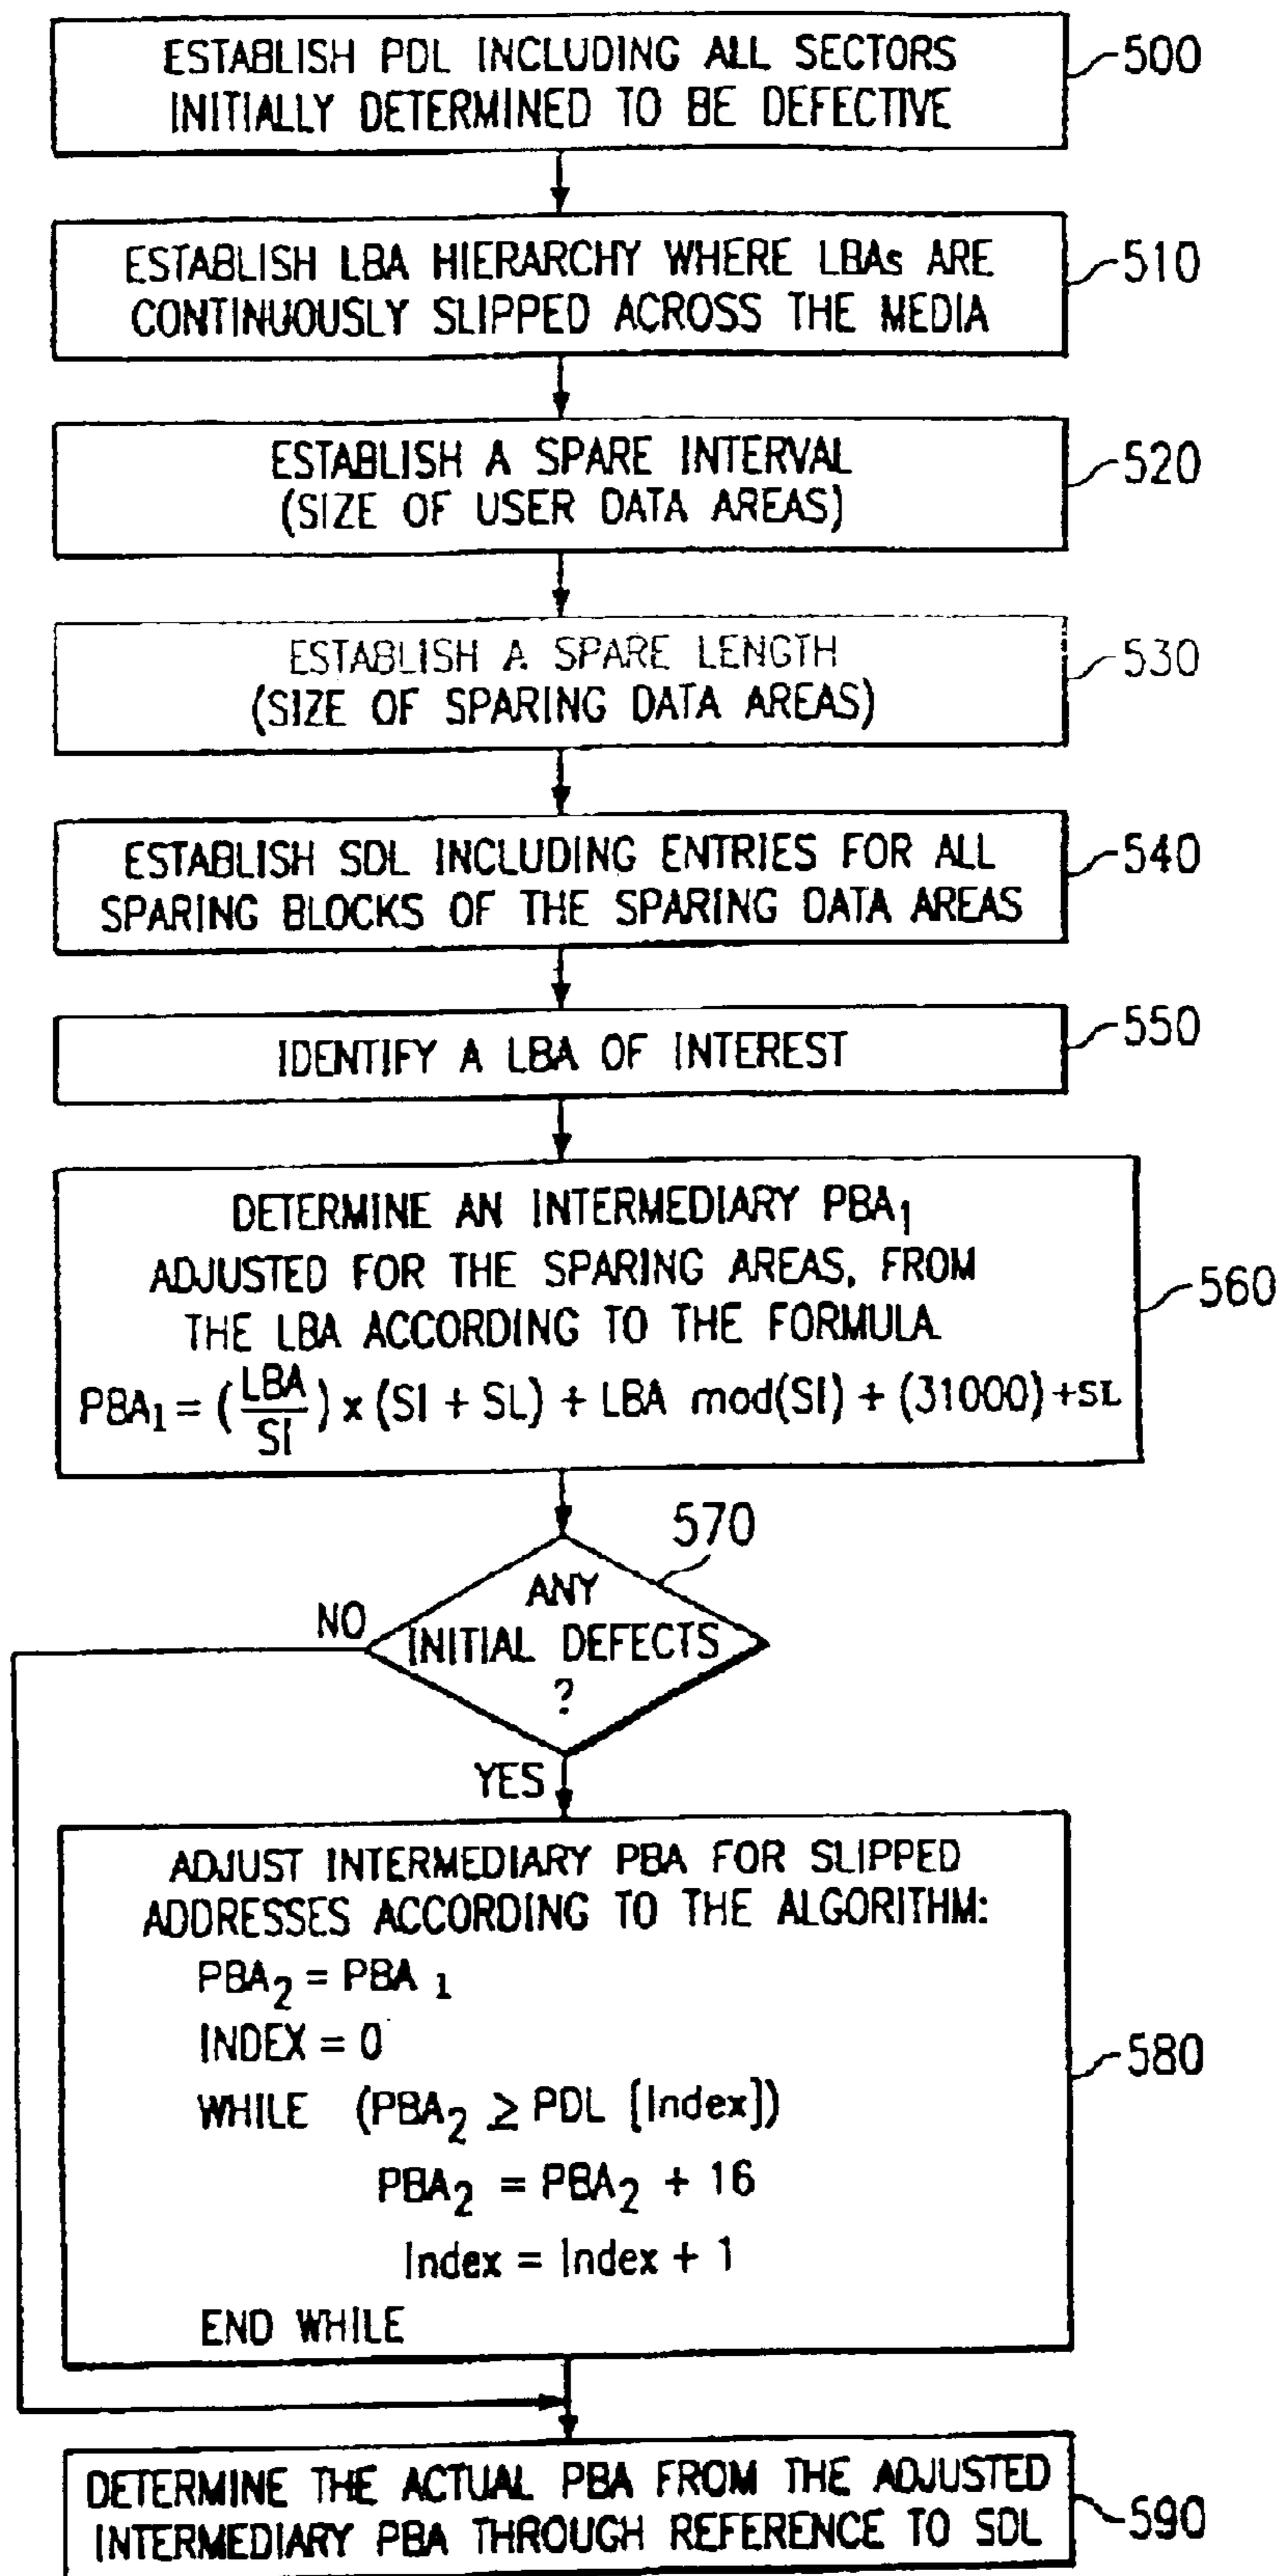 ESTABLISH PDL INCLUDING ALL SECTORS
INITIALLY DETERMINED TO BE DEFECTIVE
500
ESTABLISH LBA HIERARCHY WHERE LBAs ARE
CONTINUOUSLY SLIPPED ACROSS THE MEDIA
510
ESTABLISH A SPARE INTERVAL
(SIZE OF USER DATA AREAS)
520
ESTABLISH A SPARE LENGTH
(SIZE OF SPARING DATA AREAS)
530
ESTABLISH SDL INCLUDING ENTRIES FOR ALL
SPARING BLOCKS OF THE SPARING DATA AREAS
540
IDENTIFY A LBA OF INTEREST
550
DETERMINE AN INTERMEDIARY PBA₁
ADJUSTED FOR THE SPARING AREAS, FROM
THE LBA ACCORDING TO THE FORMULA.
PBA₁ = (LBA/SI) x (SI + SL) + LBA mod(SI) + (31000) +SL
560
570
ANY
INITIAL DEFECTS
?
NO
YES
ADJUST INTERMEDIARY PBA FOR SLIPPED
ADDRESSES ACCORDING TO THE ALGORITHM:
PBA₂ = PBA ₁
INDEX = 0
WHILE (PBA₂ ≥ PDL [Index])
PBA₂ = PBA₂ + 16
Index = Index + 1
END WHILE
580
DETERMINE THE ACTUAL PBA FROM THE ADJUSTED
INTERMEDIARY PBA THROUGH REFERENCE TO SDL
590